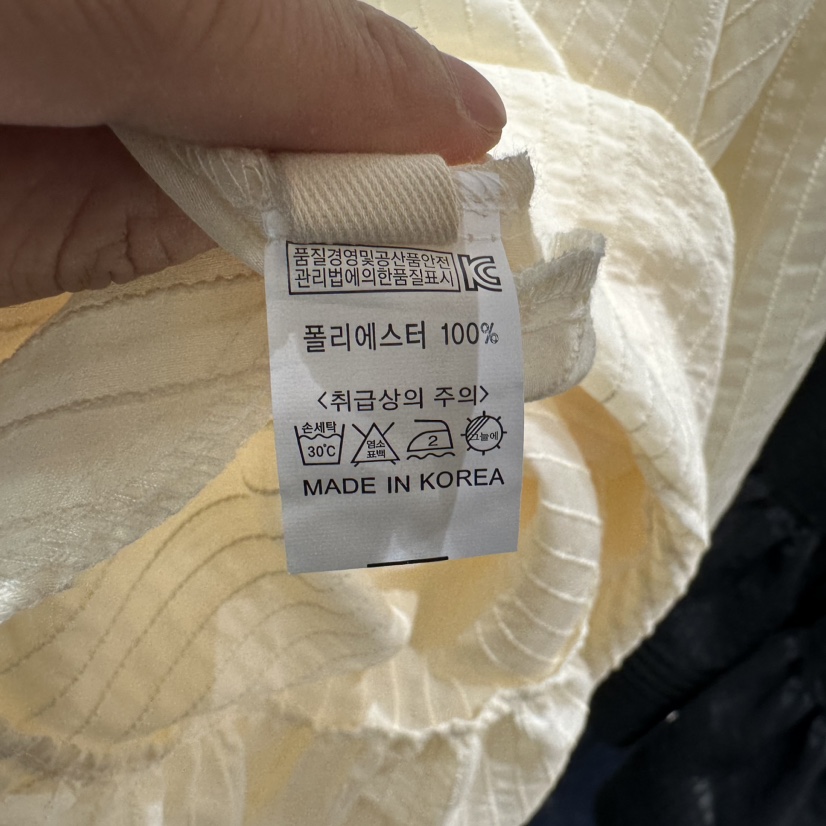 품질경영및공산품안전
관리법에의한품질표시
KC
폴리에스터 100%
<취급상의 주의>
손세탁
30℃
염소
표백
2
그늘에
MADE IN KOREA